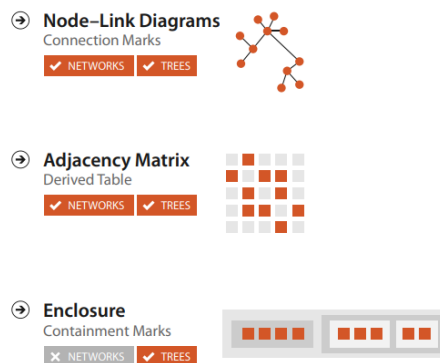 Node–Link Diagrams
Connection Marks
NETWORKS TREES
Adjacency Matrix
Derived Table
NETWORKS TREES
Enclosure
Containment Marks
NETWORKS TREES